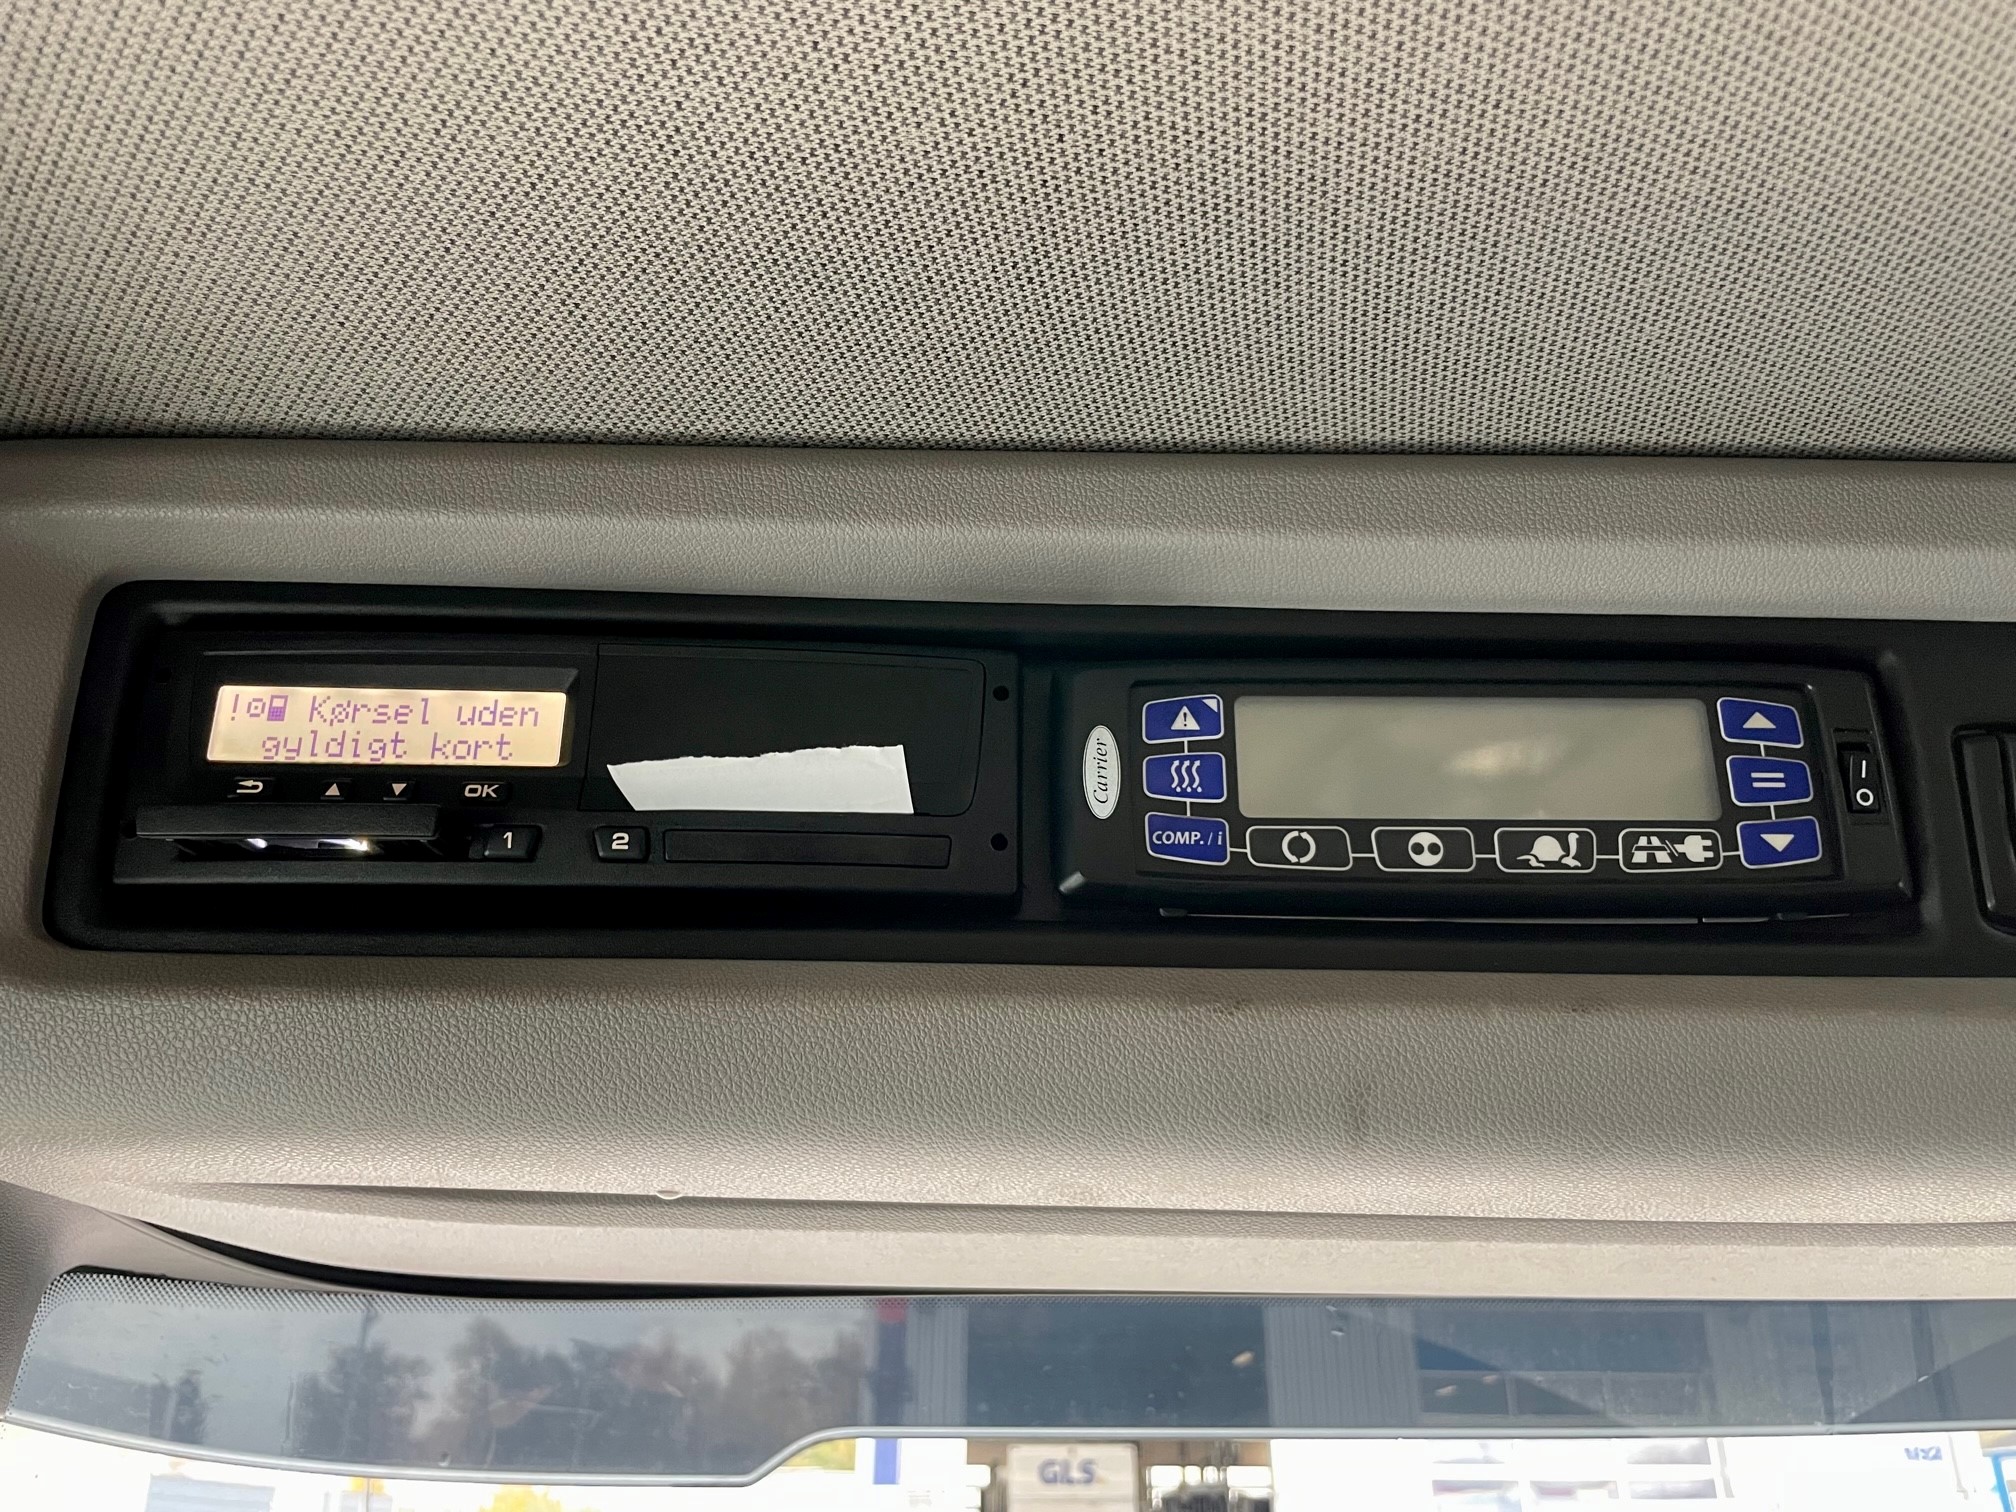 ! Kørsel uden
gyldigt kort
OK
1
2
Carrier
COMP. / i
I
O
GLS